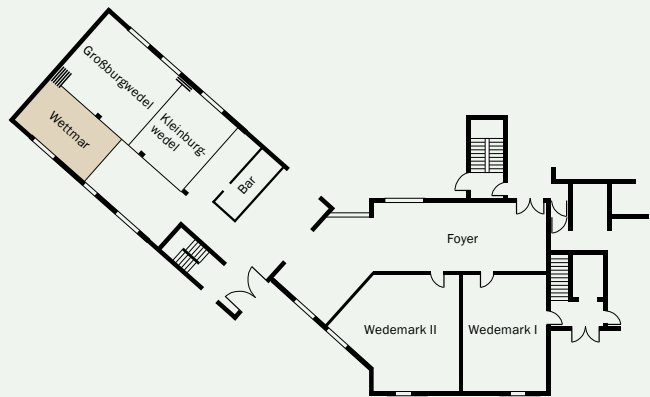 Großburgwedel
Kleinburg-
wedel
Wettmar
Bar
Foyer
Wedemark II
Wedemark I